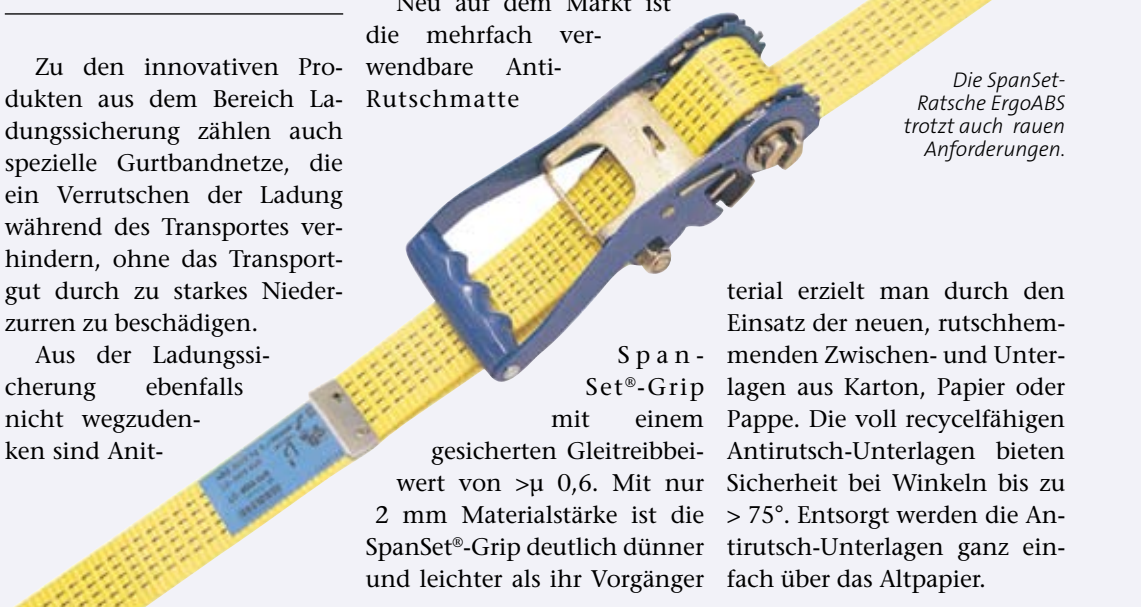 Zu den innovativen Pro-
dukten aus dem Bereich La-
dungssicherung zählen auch
spezielle Gurtbandnetze, die
ein Verrutschen der Ladung
während des Transportes ver-
hindern, ohne das Transport-
gut durch zu starkes Nieder-
zurren zu beschädigen.
Aus der Ladungssi-
cherung ebenfalls
nicht wegzuden-
ken sind Anit-
Neu auf dem Markt ist
die mehrfach ver-
wendbare Anti-
Rutschmatte
Span-
Set®-Grip
mit einem
gesicherten Gleitreibbei-
wert von >µ 0,6. Mit nur
2 mm Materialstärke ist die
SpanSet®-Grip deutlich dünner
und leichter als ihr Vorgänger
Die SpanSet-
Ratsche ErgoABS
trotzt auch rauen
Anforderungen.
terial erzielt man durch den
Einsatz der neuen, rutschhem-
menden Zwischen- und Unter-
lagen aus Karton, Papier oder
Pappe. Die voll recycelfähigen
Antirutsch-Unterlagen bieten
Sicherheit bei Winkeln bis zu
> 75°. Entsorgt werden die An-
tirutsch-Unterlagen ganz ein-
fach über das Altpapier.